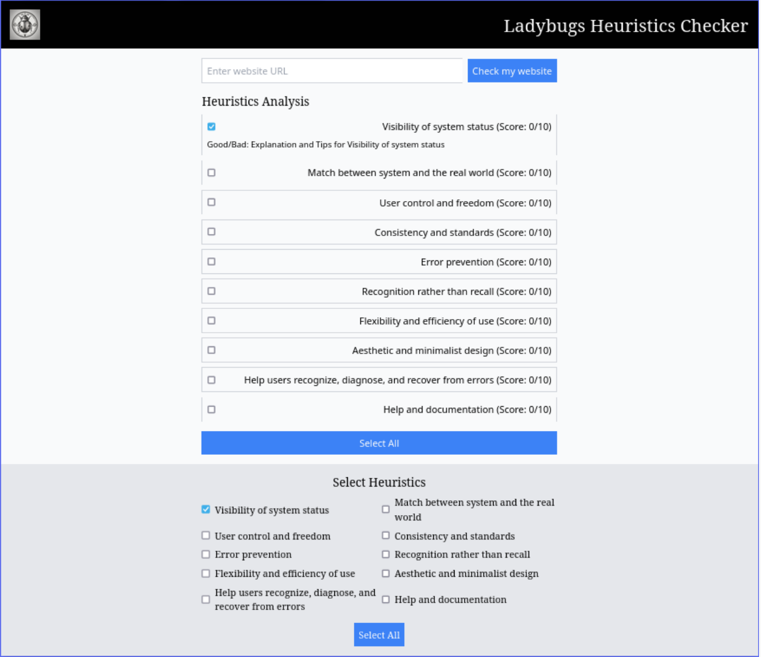 Ladybugs Heuristics Checker
Enter website URL
Check my website
Heuristics Analysis
Visibility of system status (Score: 0/10)
Good/Bad: Explanation and Tips for Visibility of system status
Match between system and the real world (Score: 0/10)
User control and freedom (Score: 0/10)
Consistency and standards (Score: 0/10)
Error prevention (Score: 0/10)
Recognition rather than recall (Score: 0/10)
Flexibility and efficiency of use (Score: 0/10)
Aesthetic and minimalist design (Score: 0/10)
Help users recognize, diagnose, and recover from errors (Score: 0/10)
Help and documentation (Score: 0/10)
Select All
Select Heuristics
Visibility of system status
Match between system and the real
world
User control and freedom
Consistency and standards
Error prevention
Recognition rather than recall
Flexibility and efficiency of use
Aesthetic and minimalist design
Help users recognize, diagnose, and
recover from errors
Help and documentation
Select All